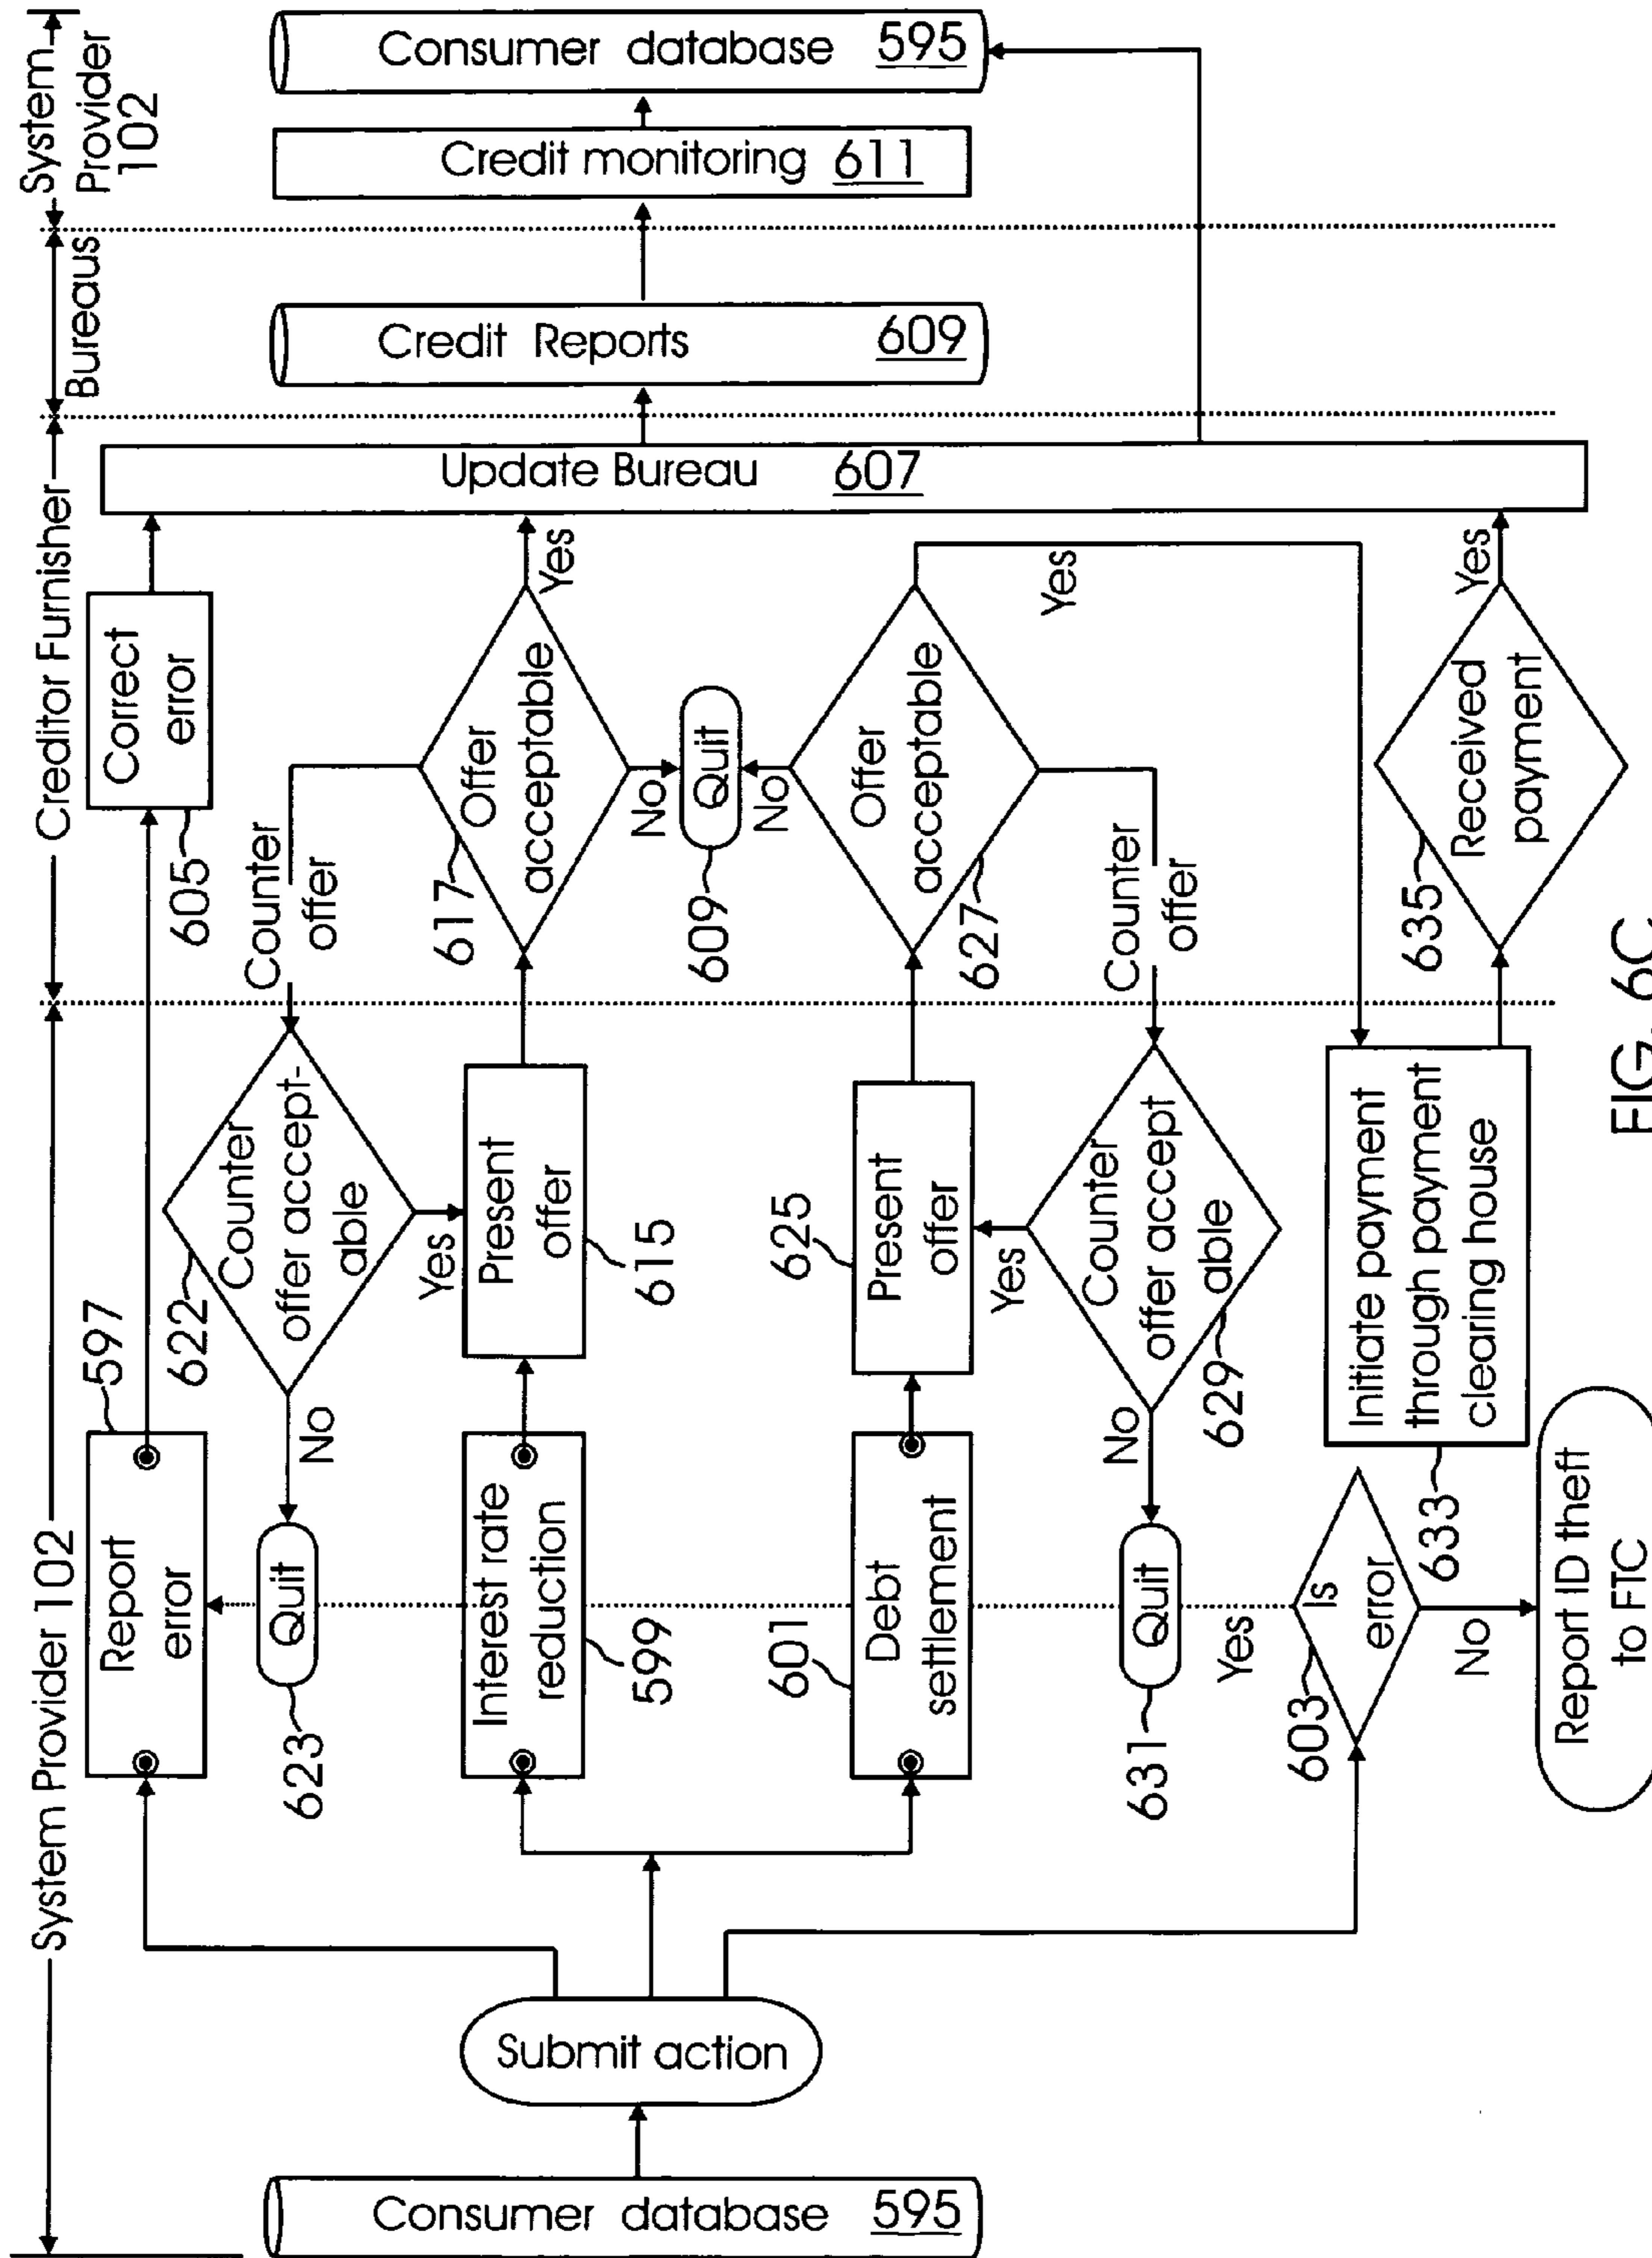 System Provider 102
Creditor Furnisher
Bureaus
System
Provider
102
Consumer database 595
Submit action
Report
error
597
Quit
623
Interest rate
reduction
599
Debt
settlement
601
Quit
631
Yes
Is
error
603
No
Report ID theft
to FTC
No
Counter
offer accept-
able
622
Yes
Present
offer
615
625
Present
offer
Yes
Counter
offer accept
able
629
No
Initiate payment
through payment
clearing house
633
Correct
error
605
Counter
offer
Offer
acceptable
617
Yes
No
Quit
609
No
Offer
acceptable
627
Yes
Counter
offer
Received
payment
635
Yes
Update Bureau 607
Credit Reports 609
Credit monitoring 611
Consumer database 595
FIG. 6C